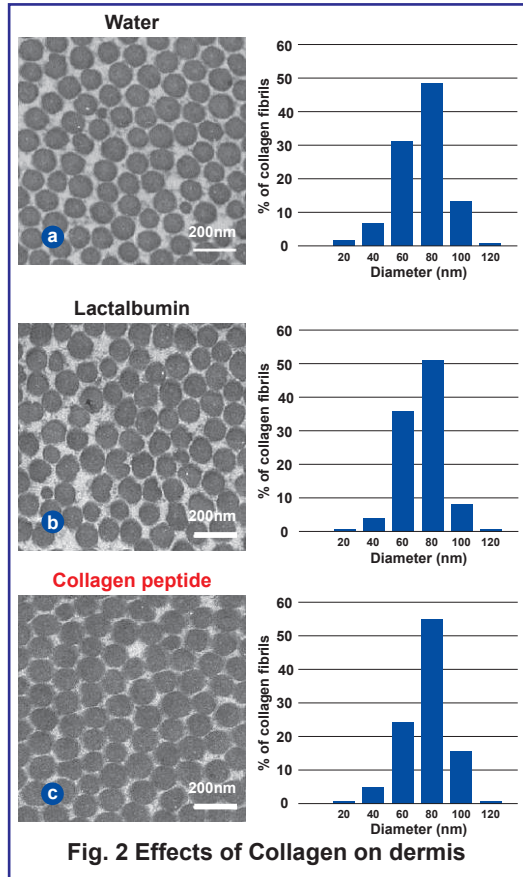 Water
60
50
40
30
20
10
0
% of collagen fibrils
20 40 60 80 100 120
Diameter (nm)
a
200nm
Lactalbumin
60
50
40
30
20
10
0
% of collagen fibrils
20 40 60 80 100 120
Diameter (nm)
b
200nm
Collagen peptide
60
50
40
30
20
10
0
% of collagen fibrils
20 40 60 80 100 120
Diameter (nm)
c
200nm
Fig. 2 Effects of Collagen on dermis